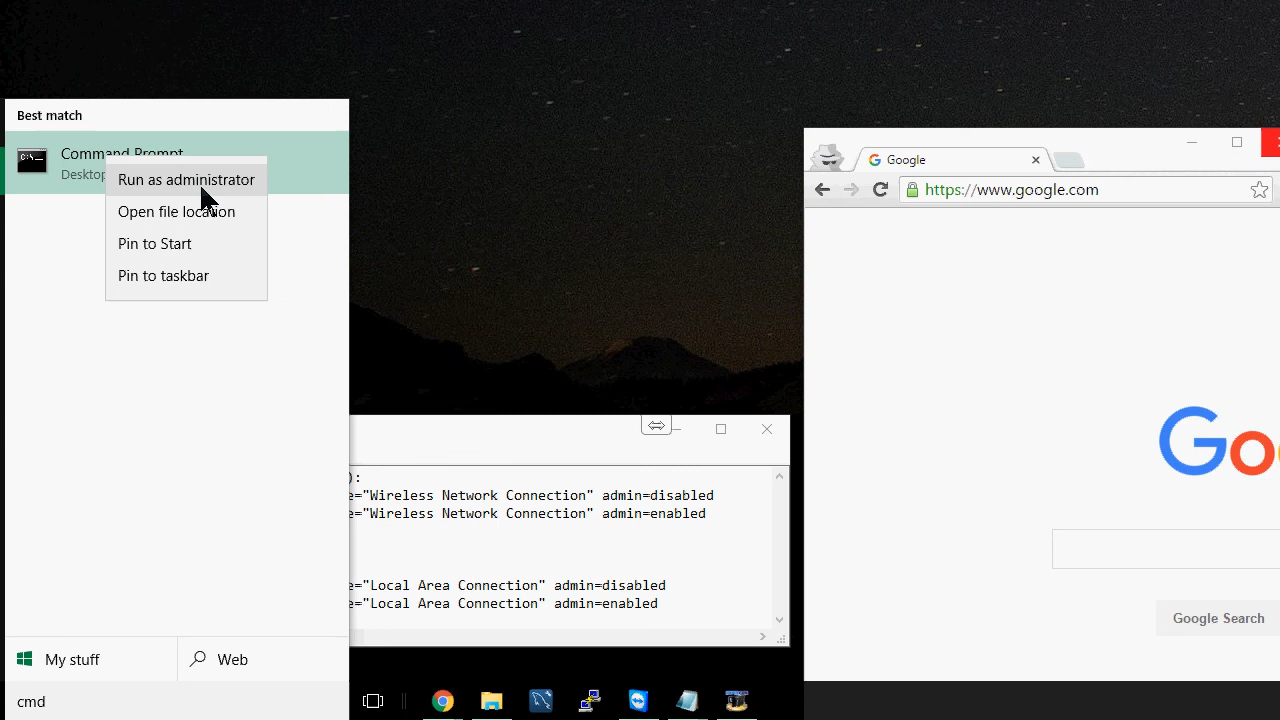 Best match
Command Prompt
Desktop
Run as administrator
Open file location
Pin to Start
Pin to taskbar
My stuff
Web
cmd
):
e="Wireless Network Connection" admin=disabled
e="Wireless Network Connection" admin=enabled
e="Local Area Connection" admin=disabled
e="Local Area Connection" admin=enabled
Google
https://www.google.com
Goo
Google Search